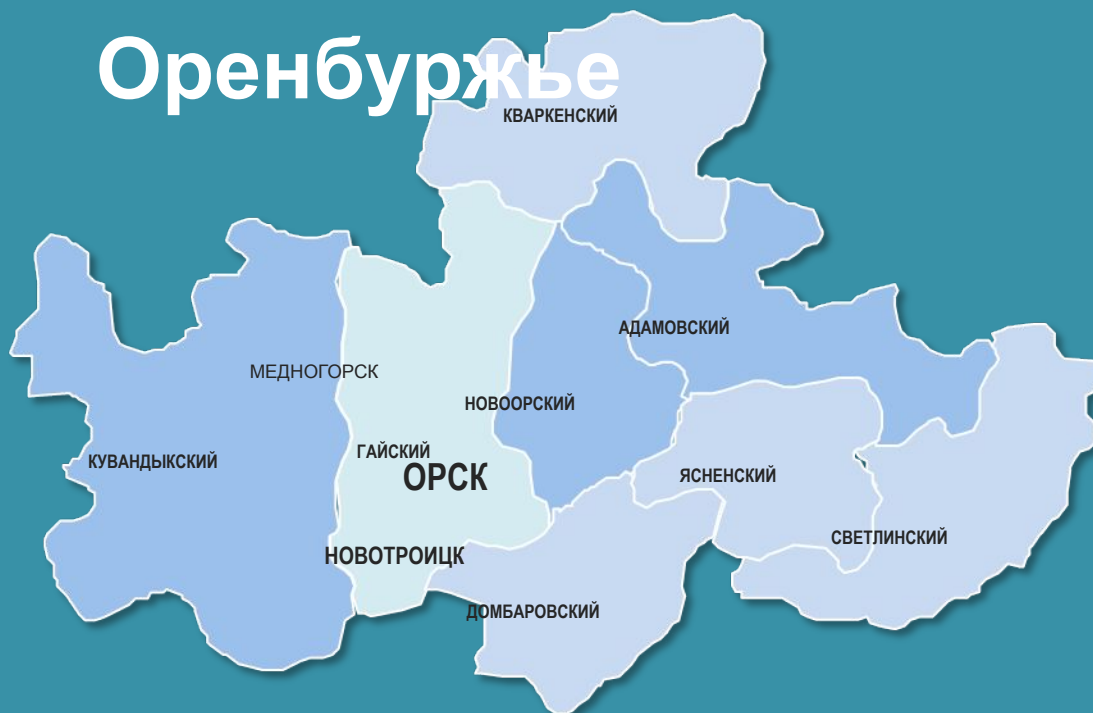 Оренбуржье
КВАРКЕНСКИЙ
АДАМОВСКИЙ
МЕДНОГОРСК
НОВООРСКИЙ
ГАЙСКИЙ
КУВАНДЫКСКИЙ
ОРСК
ЯСНЕНСКИЙ
СВЕТЛИНСКИЙ
НОВОТРОИЦК
ДОМБАРОВСКИЙ